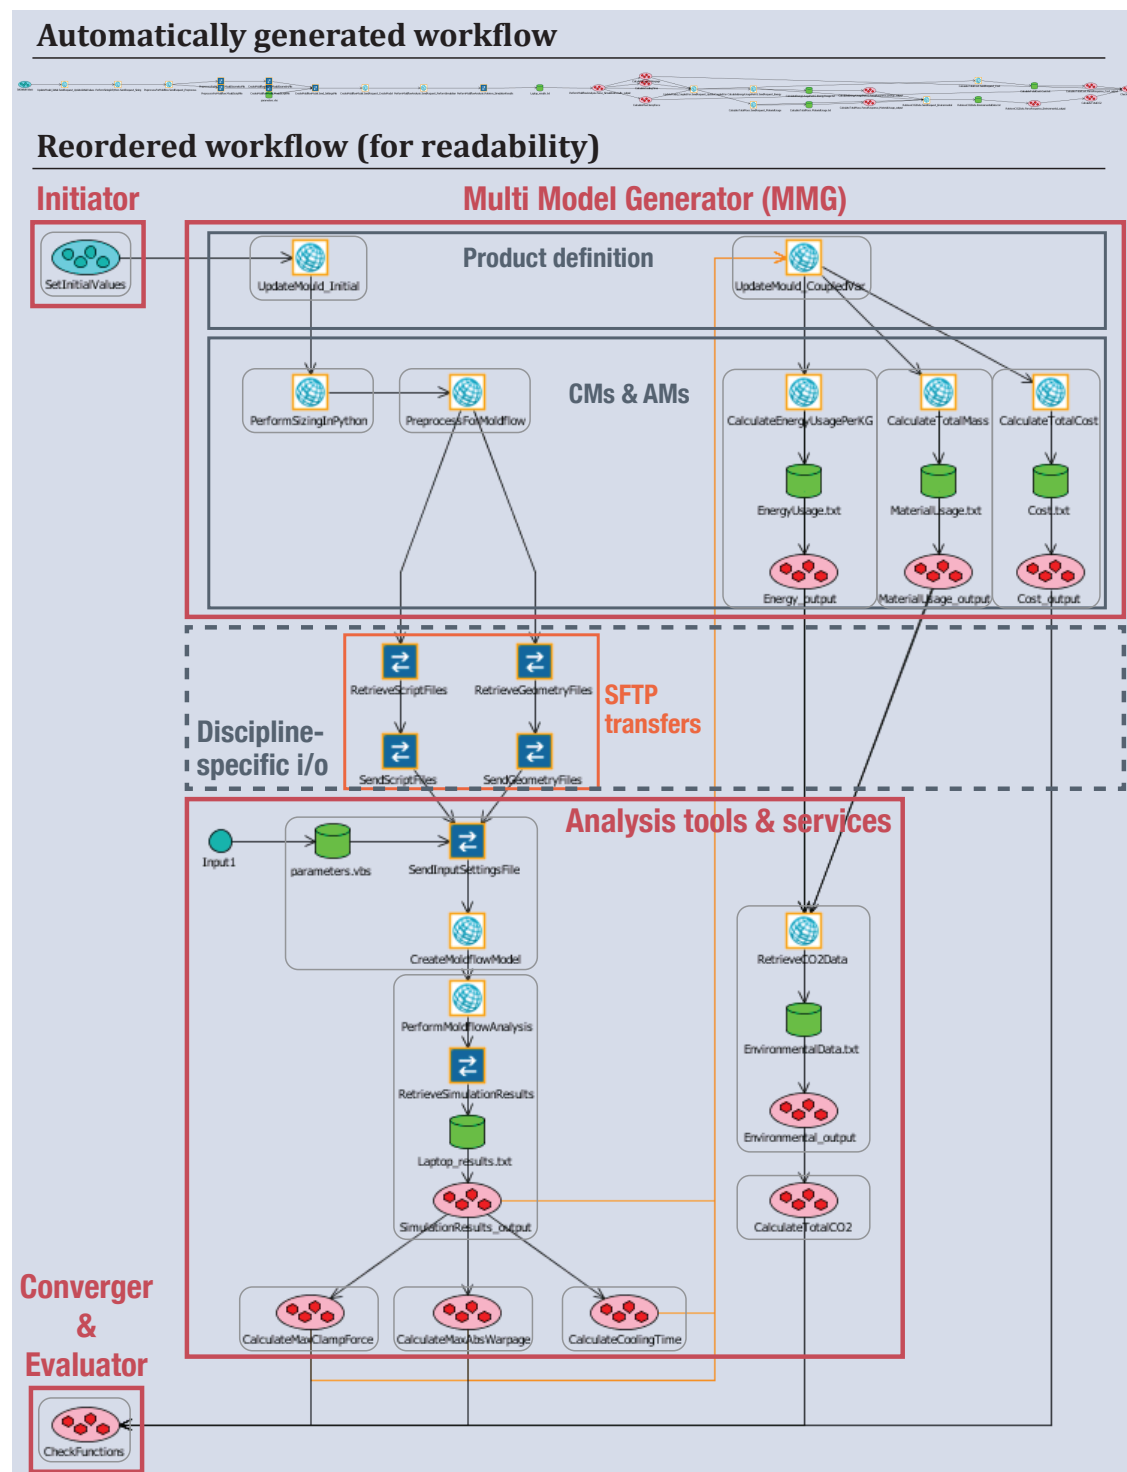 Automatically generated workflow
Reordered workflow (for readability)
Initiator
Multi Model Generator (MMG)
Product definition
SetInitialValues
UpdateMould_Initial
UpdateMould_CoupledVar
CMs & AMs
PerformSizingInPython
PreprocessForMoldflow
CalculateEnergyUsagePerKG
CalculateTotalMass
CalculateTotalCost
EnergyUsage.txt
MaterialUsage.txt
Cost.txt
Energy_output
MaterialUsage_output
Cost_output
RetrieveScriptFiles
RetrieveGeometryFiles
SFTP
transfers
Discipline-
specific i/o
SendScriptFiles
SendGeometryFiles
Analysis tools & services
Input1
parameters.vbs
SendInputSettingsFile
CreateMoldflowModel
RetrieveCO2Data
PerformMoldflowAnalysis
EnvironmentalData.txt
RetrieveSimulationResults
Environmental_output
Laptop_results.txt
SimulationResults_output
CalculateTotalCO2
Converger
&
Evaluator
CalculateMaxClampForce
CalculateMaxAbsWarpage
CalculateCoolingTime
CheckFunctions